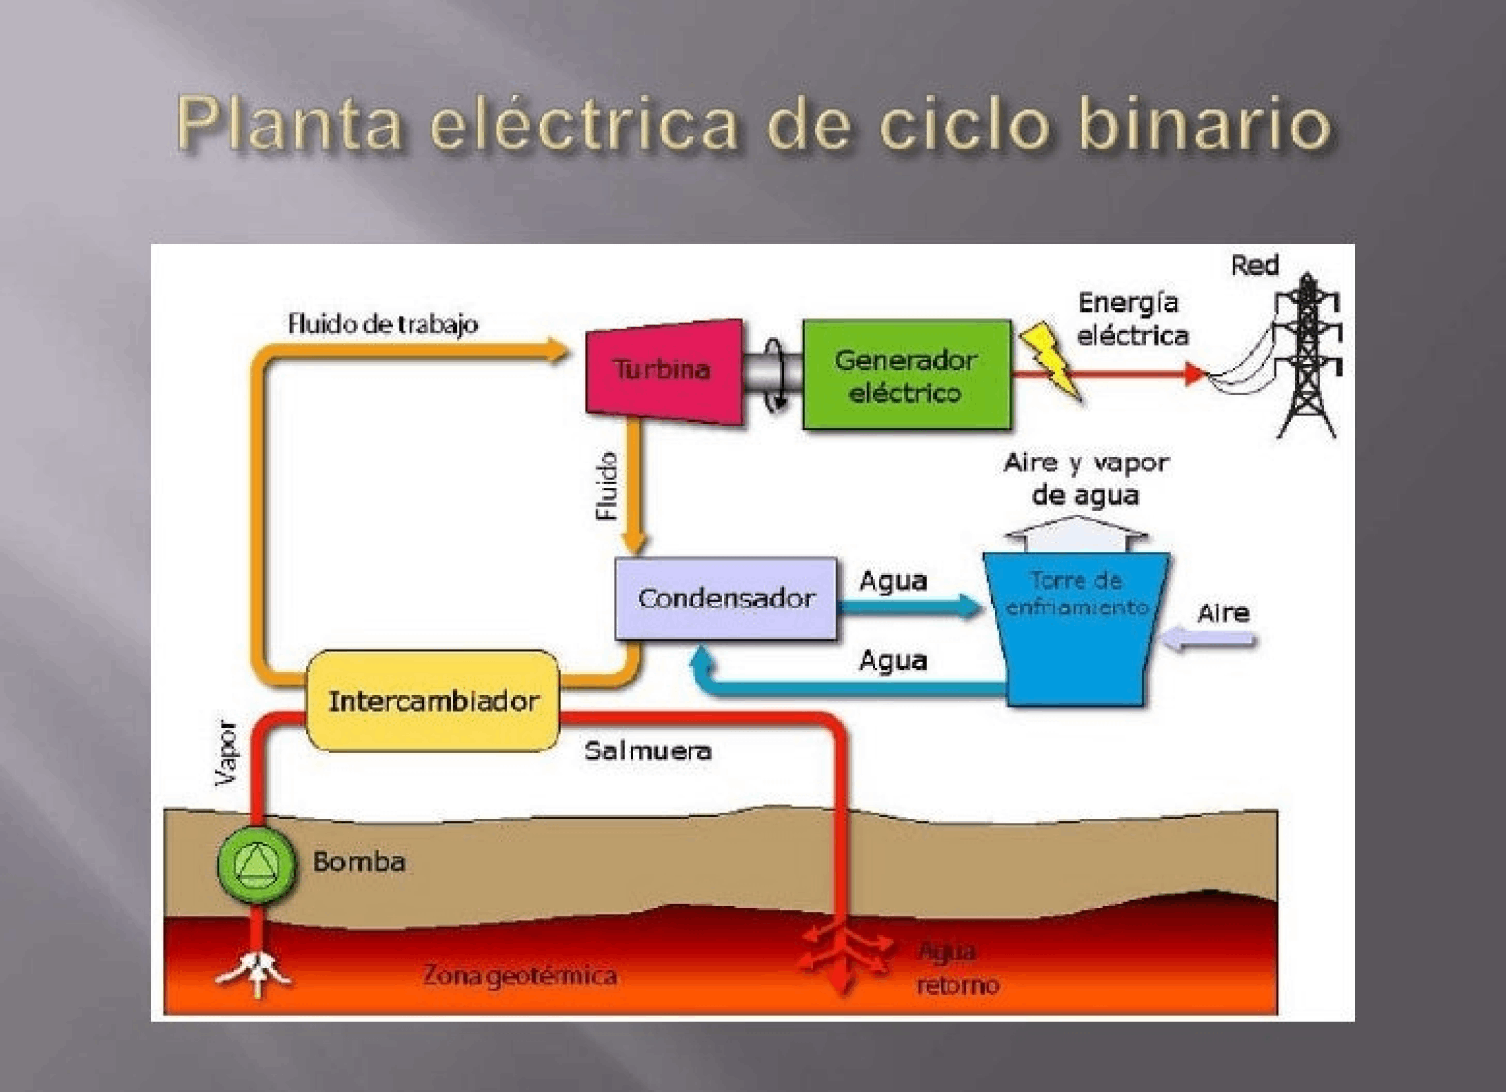 Planta eléctrica de ciclo binario
Red
Fluido de trabajo
Energía
eléctrica
Turbina
Generador
eléctrico
Fluido
Aire y vapor
de agua
Condensador
Agua
Torre de
enfriamiento
Aire
Agua
Intercambiador
Vapor
Salmuera
Bomba
Zona geotérmica
Agua
retorno